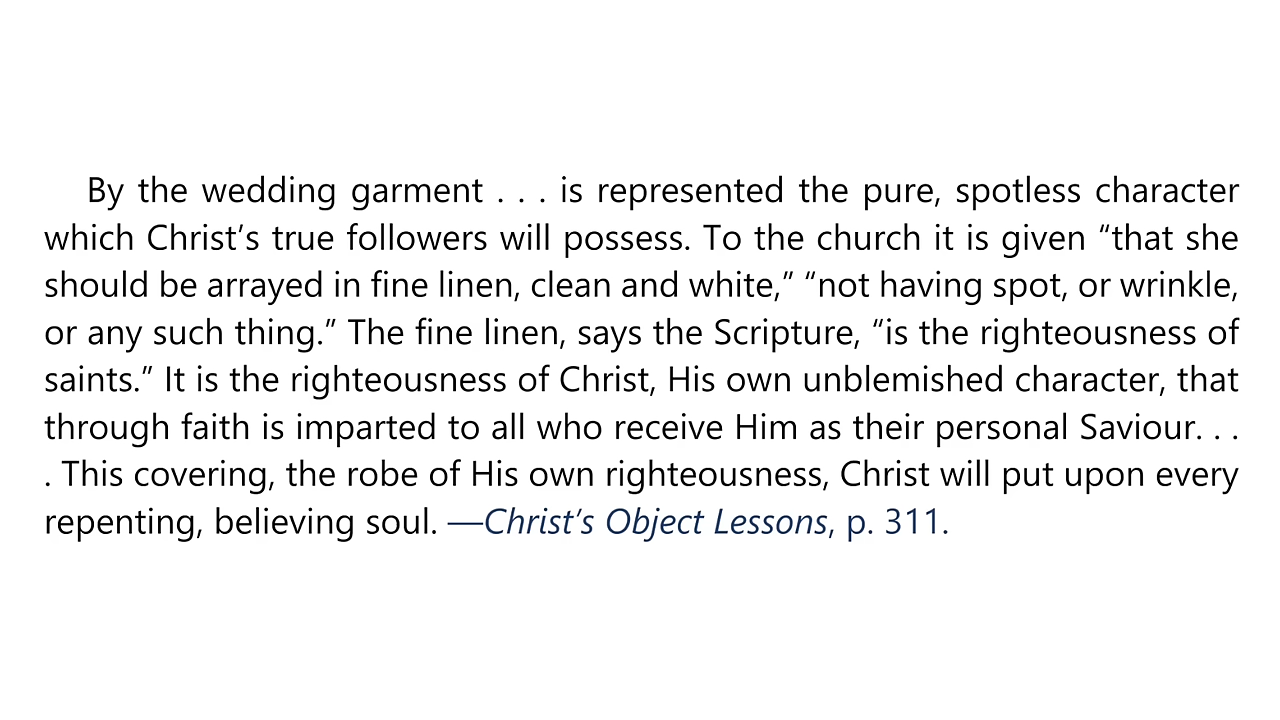 By the wedding garment . . . is represented the pure, spotless character
which Christ’s true followers will possess. To the church it is given “that she
should be arrayed in fine linen, clean and white,” “not having spot, or wrinkle,
or any such thing.” The fine linen, says the Scripture, “is the righteousness of
saints.” It is the righteousness of Christ, His own unblemished character, that
through faith is imparted to all who receive Him as their personal Saviour. . .
. This covering, the robe of His own righteousness, Christ will put upon every
repenting, believing soul. —Christ’s Object Lessons, p. 311.